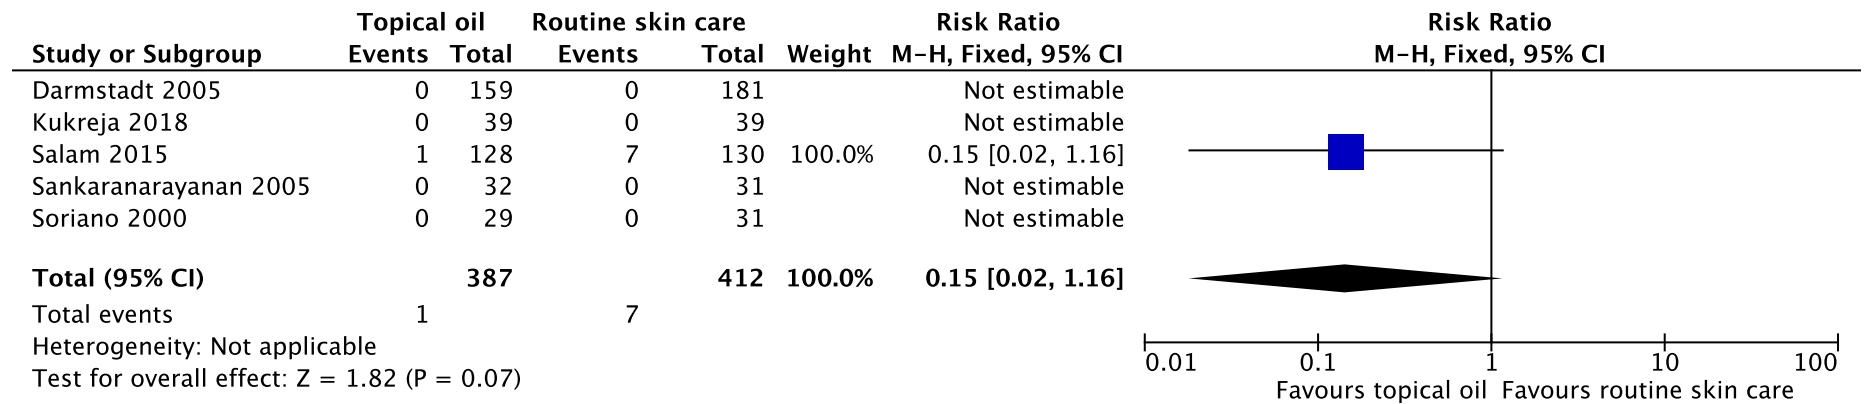 Topical oil Routine skin care Risk Ratio Risk Ratio
Study or Subgroup Events Total Events Total Weight M-H, Fixed, 95% CI M-H, Fixed, 95% CI
Darmstadt 2005 0 159 0 181 Not estimable
Kukreja 2018 0 39 0 39 Not estimable
Salam 2015 1 128 7 130 100.0% 0.15 [0.02, 1.16]
Sankaranarayanan 2005 0 32 0 31 Not estimable
Soriano 2000 0 29 0 31 Not estimable
Total (95% CI) 387 412 100.0% 0.15 [0.02, 1.16]
Total events 1 7
Heterogeneity: Not applicable
Test for overall effect: Z = 1.82 (P = 0.07)
0.01 0.1 1 10 100
Favours topical oil Favours routine skin care